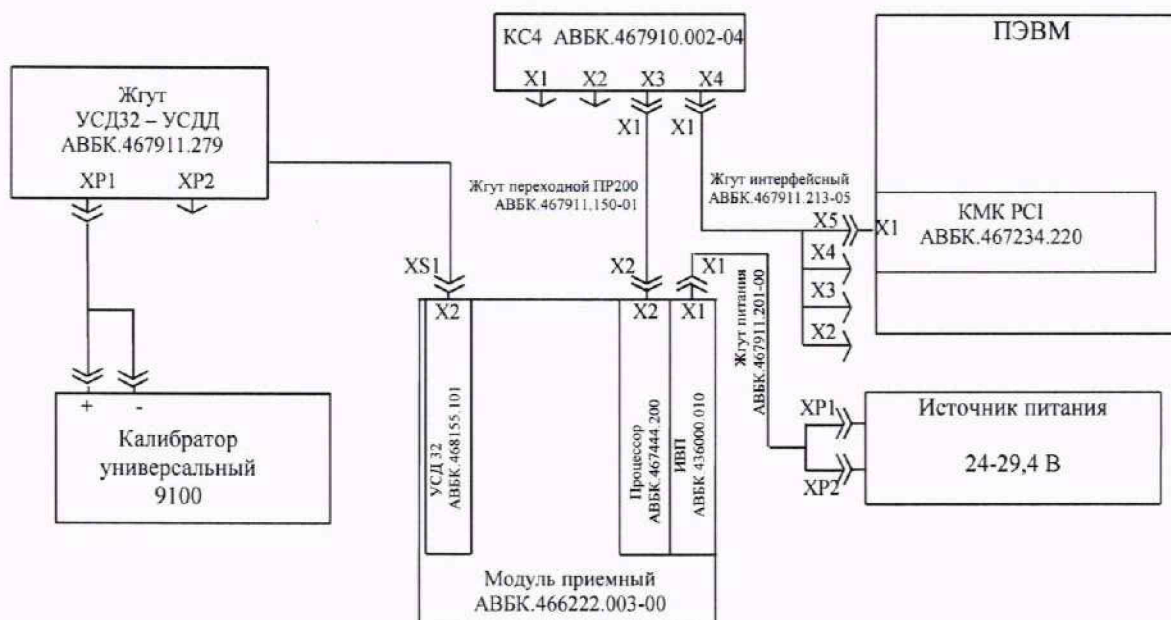 КС4 АВБК.467910.002-04
X1 X2 X3 X4
X1 X1
ПЭВМ
Жгут
УСД32 – УСДД
АВБК.467911.279
XP1 XP2
Жгут переходной ПР200
АВБК.467911.150-01
Жгут интерфейсный
АВБК.467911.213-05
X5
X4
X3
X2
X1
КМК PCI
АВБК.467234.220
XS1
X2
X1
X2
X2
X1
Жгут питания
АВБК.467911.201-00
УСД 32
АВБК.468155.101
Процессор
АВБК.467444.200
ИВП
АВБК 436000.010
Модуль приемный
АВБК.466222.003-00
+ -
Калибратор
универсальный
9100
XP1
XP2
Источник питания
24-29,4 В